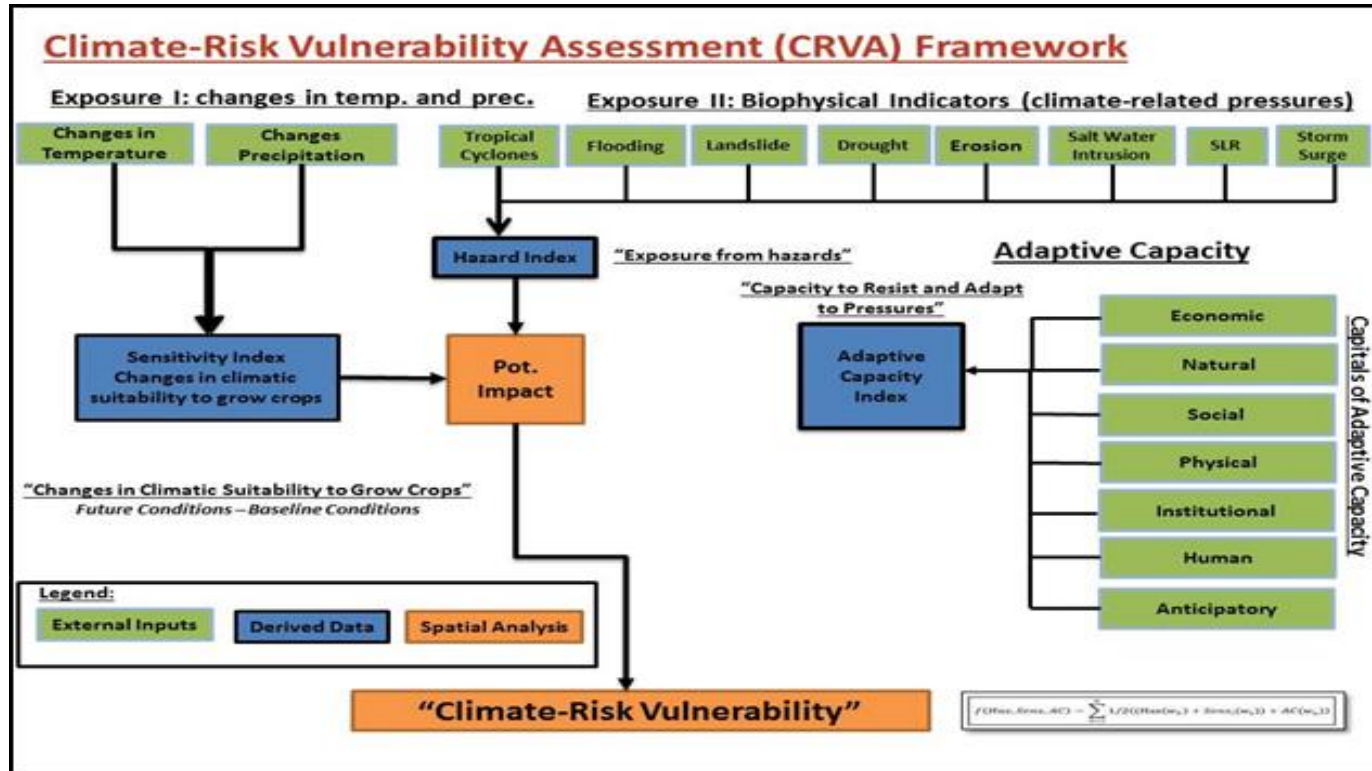 Climate-Risk Vulnerability Assessment (CRVA) Framework
Exposure I: changes in temp. and prec.
Exposure II: Biophysical Indicators (climate-related pressures)
Changes in
Temperature
Changes
Precipitation
Tropical
Cyclones
Flooding
Landslide
Drought
Erosion
Salt Water
Intrusion
SLR
Storm
Surge
Hazard Index
"Exposure from hazards"
Adaptive Capacity
"Capacity to Resist and Adapt
to Pressures"
Sensitivity Index
Changes in climatic
suitability to grow crops
Pot.
Impact
Adaptive
Capacity
Index
Economic
Natural
Social
Physical
Institutional
Human
Anticipatory
Capitals of Adaptive Capacity
"Changes in Climatic Suitability to Grow Crops"
Future Conditions – Baseline Conditions
Legend:
External Inputs
Derived Data
Spatial Analysis
"Climate-Risk Vulnerability"